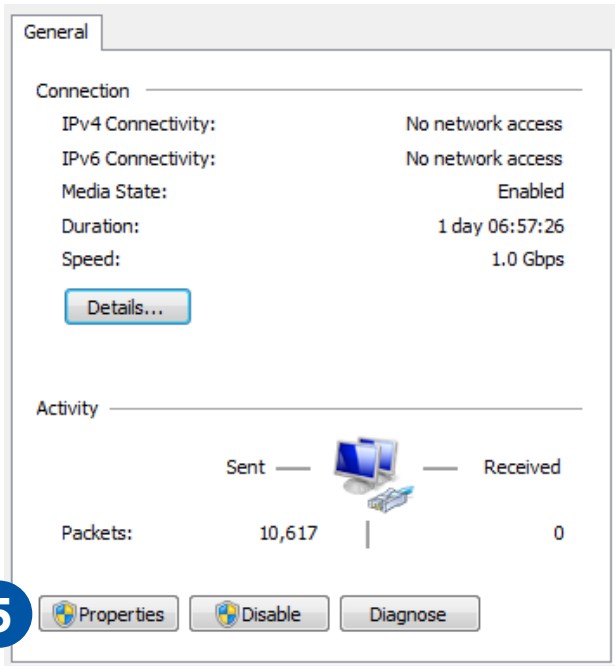 General
Connection
IPv4 Connectivity: No network access
IPv6 Connectivity: No network access
Media State: Enabled
Duration: 1 day 06:57:26
Speed: 1.0 Gbps
Details...
Activity
Sent Received
Packets: 10,617 0
5 Properties Disable Diagnose